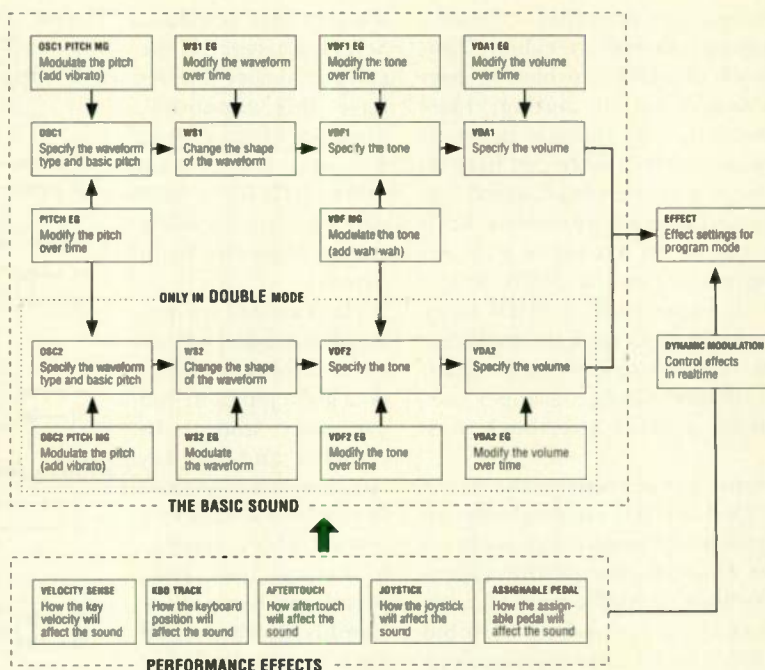 OSC1 PITCH MG
Modulate the pitch
(add vibrato)
WS1 EG
Modify the waveform
over time
VDF1 EG
Modify the tone
over time
VDA1 EG
Modify the volume
over time
OSC1
Specify the waveform
type and basic pitch
WS1
Change the shape
of the waveform
VDF1
Specify the tone
VDA1
Specify the volume
PITCH EG
Modify the pitch
over time
VDF MG
Modelate the tone
(add wah-wah)
EFFECT
Effect settings for
program mode
ONLY IN DOUBLE MODE
OSC2
Specify the waveform
type and basic pitch
WS2
Change the shape
of the waveform
VDF2
Specify the tone
VDA2
Specify the volume
DYNAMIC MODULATION
Control effects
in realtime
OSC2 PITCH MG
Modulate the pitch
(add vibrato)
WS2 EG
Modulate
the waveform
VDF2 EG
Modify the tone
over time
VDA2 EG
Modify the volume
over time
THE BASIC SOUND
VELOCITY SENSE
How the key
velocity will
affect the sound
KBD TRACK
How the keyboard
position will
affect the sound
AFTERTOUCH
How aftertouch
will affect the
sound
JOYSTICK
How the joystick
will affect the
sound
ASSIGNABLE PEDAL
How the assign-
able pedal will
affect the sound
PERFORMANCE EFFECTS